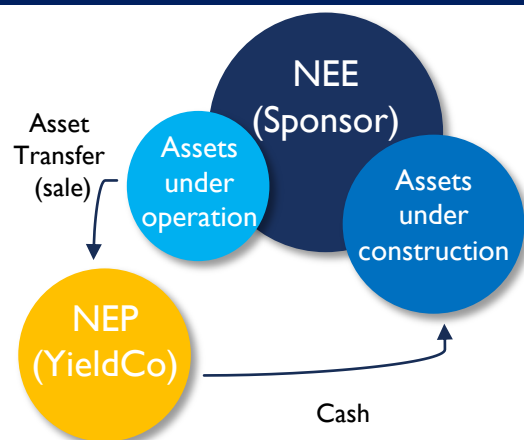 NEE
(Sponsor)
Asset
Transfer
(sale)
Assets
under
operation
Assets
under
construction
NEP
(YieldCo)
Cash